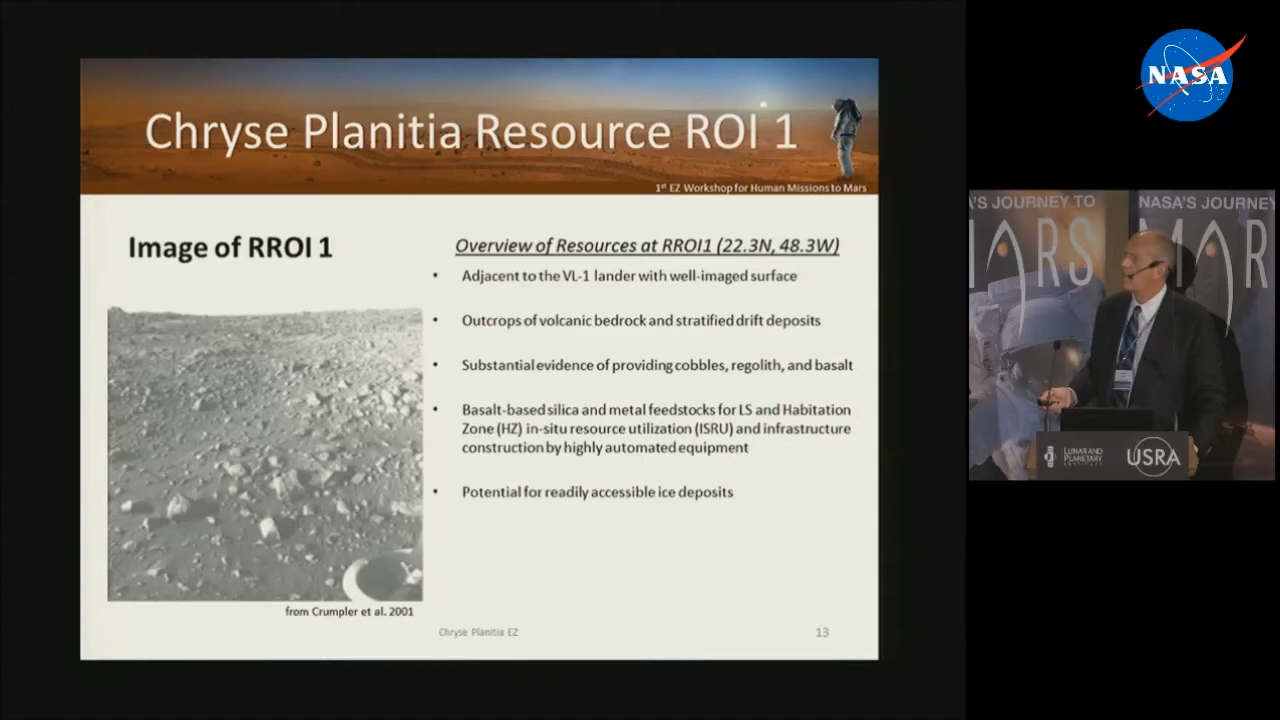 Chryse Planitia Resource ROI 1
1st EZ Workshop for Human Missions to Mars
Image of RROI 1
Overview of Resources at RROI1 (22.3N, 48.3W)
• Adjacent to the VL-1 lander with well-imaged surface
• Outcrops of volcanic bedrock and stratified drift deposits
• Substantial evidence of providing cobbles, regolith, and basalt
• Basalt-based silica and metal feedstocks for LS and Habitation
Zone (HZ) in-situ resource utilization (ISRU) and infrastructure
construction by highly automated equipment
• Potential for readily accessible ice deposits
from Crumpler et al. 2001
Chryse Planitia EZ
13
NASA
'S JOURNEY TO
ARS
NASA'S JOURNEY
MAR
LUNAR AND
PLANETARY
INSTITUTE
USRA